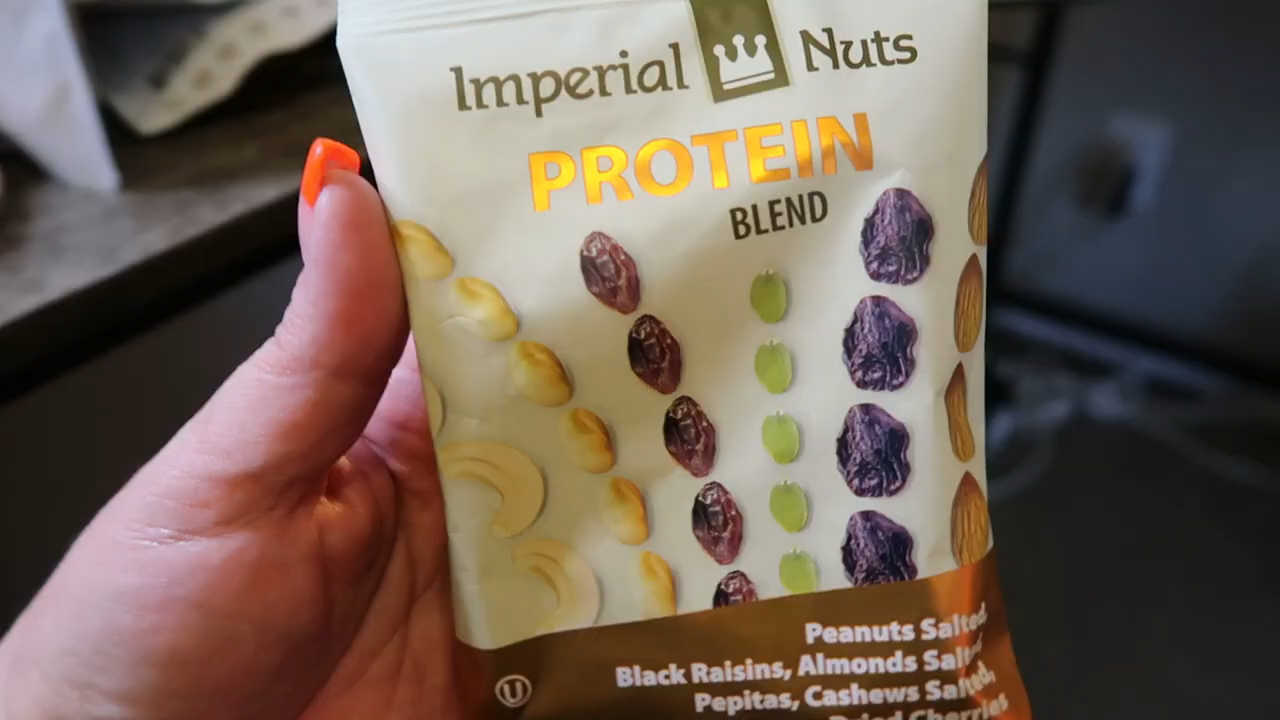 Imperial Nuts
PROTEIN
BLEND
Peanuts Salted,
Black Raisins, Almonds Salted
Pepitas, Cashews Salted,
Dried Cherries
U